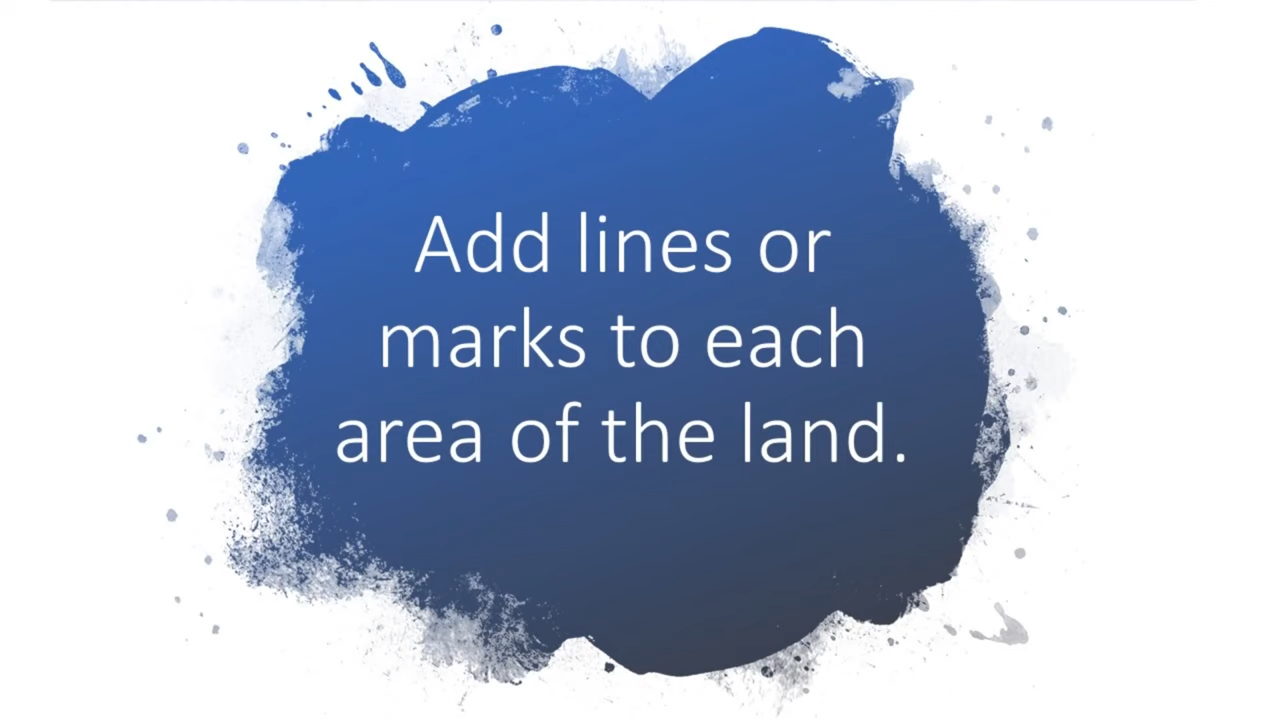 Add lines or
marks to each
area of the land.